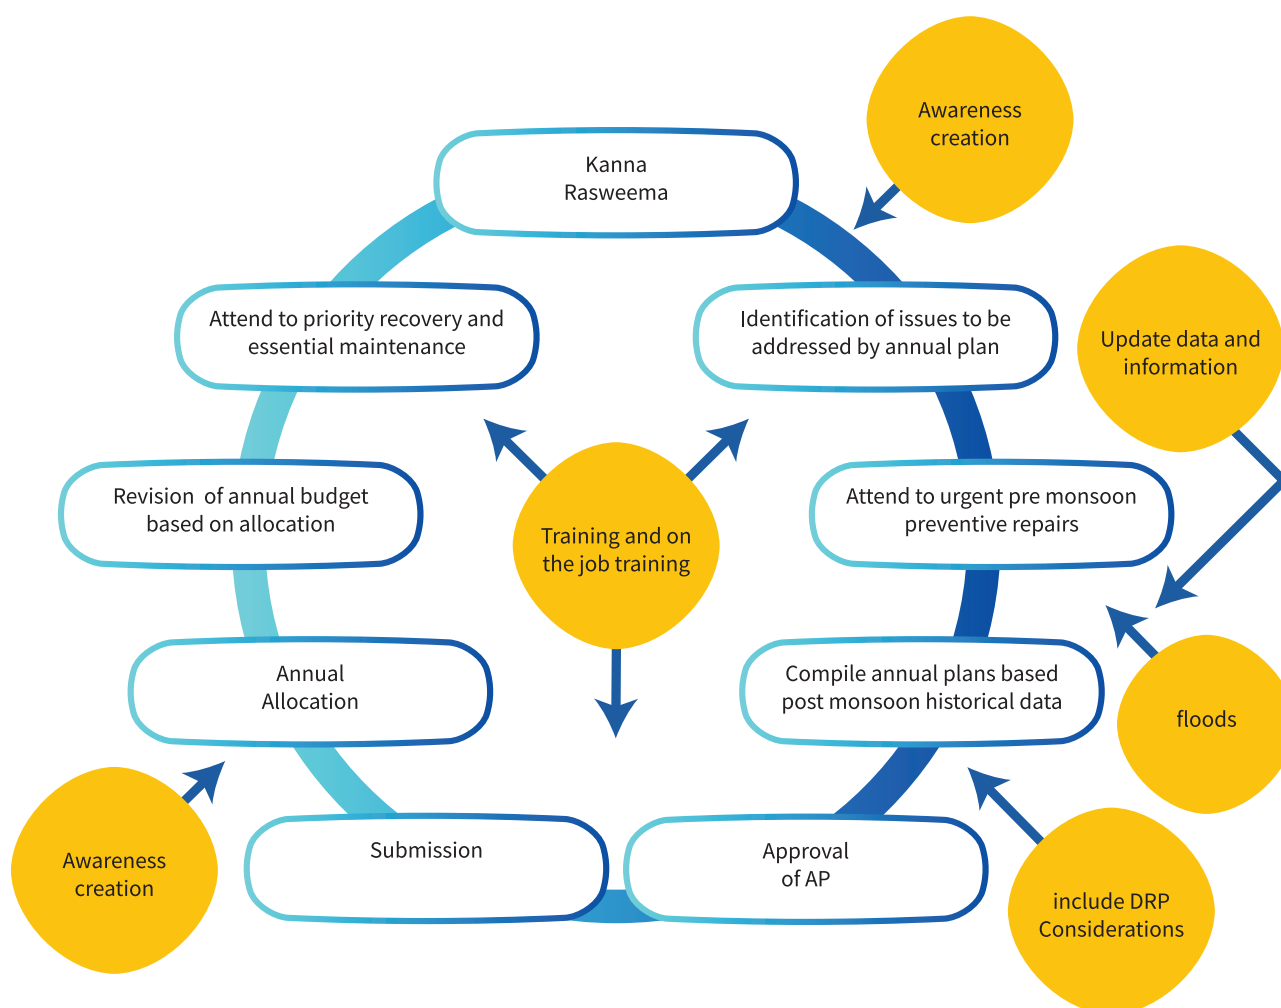 Awareness
creation
Kanna
Rasweema
Attend to priority recovery and
essential maintenance
Identification of issues to be
addressed by annual plan
Update data and
information
Revision of annual budget
based on allocation
Training and on
the job training
Attend to urgent pre monsoon
preventive repairs
Annual
Allocation
Compile annual plans based
post monsoon historical data
floods
Awareness
creation
Submission
Approval
of AP
include DRP
Considerations